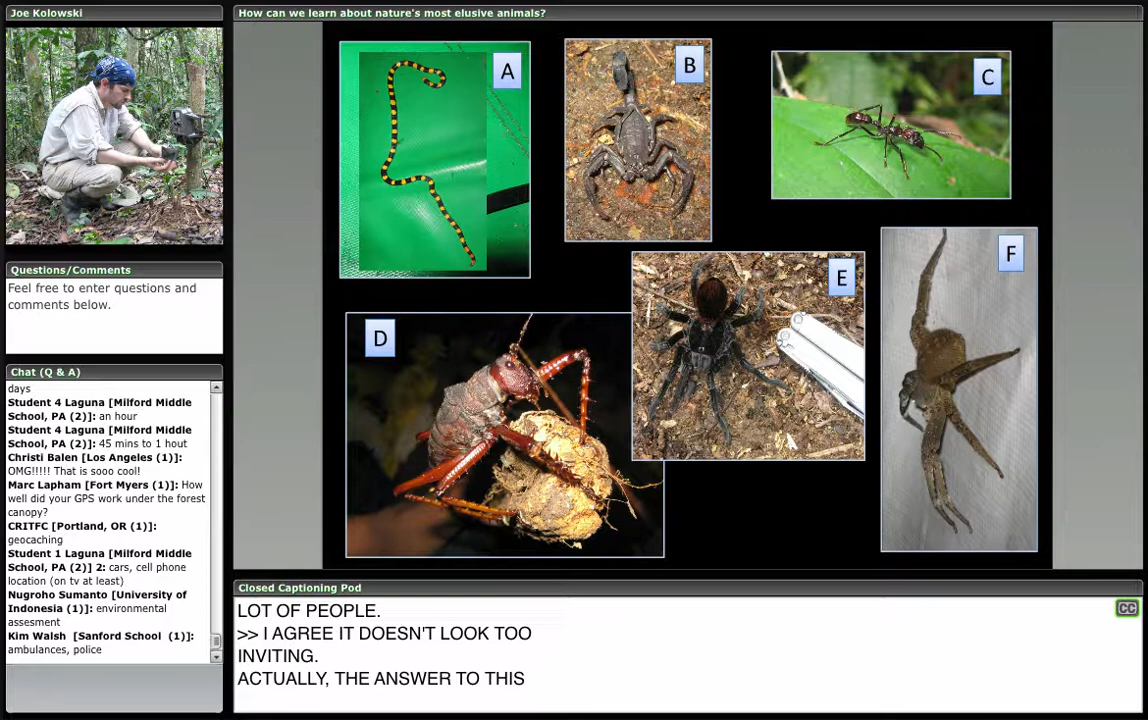 Joe Kolowski
How can we learn about nature's most elusive animals?
A
B
C
D
E
F
Questions/Comments
Feel free to enter questions and
comments below.
Chat (Q & A)
days
Student 4 Laguna [Milford Middle
School, PA (2)]: an hour
Student 4 Laguna [Milford Middle
School, PA (2)]: 45 mins to 1 hout
Christi Balen [Los Angeles (1)]:
OMG!!!!! That is sooo cool!
Marc Lapham [Fort Myers (1)]: How
well did your GPS work under the forest
canopy?
CRITFC [Portland, OR (1)]:
geocaching
Student 1 Laguna [Milford Middle
School, PA (2)] 2: cars, cell phone
location (on tv at least)
Nugroho Sumanto [University of
Indonesia (1)]: environmental
assesment
Kim Walsh [Sanford School (1)]:
ambulances, police
Closed Captioning Pod
LOT OF PEOPLE.
>> I AGREE IT DOESN'T LOOK TOO
INVITING.
ACTUALLY, THE ANSWER TO THIS
CC